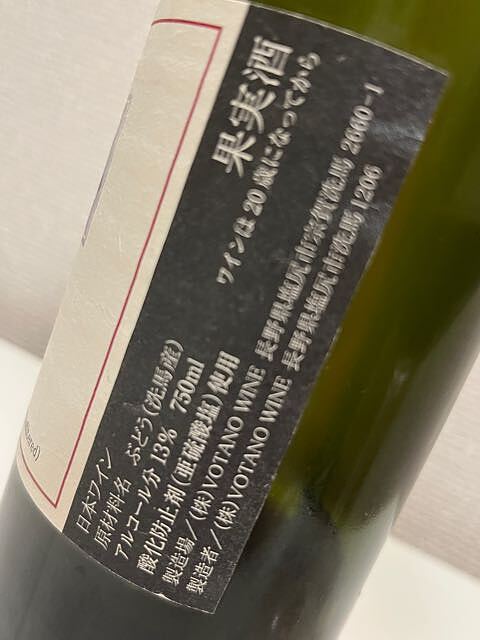 果実酒
ワインは20歳になってから
日本ワイン
原材料名 ぶどう(洗馬産)
アルコール分 13% 750ml
酸化防止剤(亜硫酸塩)使用
製造場/(株)VOTANO WINE 長野県塩尻市宗賀洗馬 2660-1
製造者/(株)VOTANO WINE 長野県塩尻市洗馬 1206